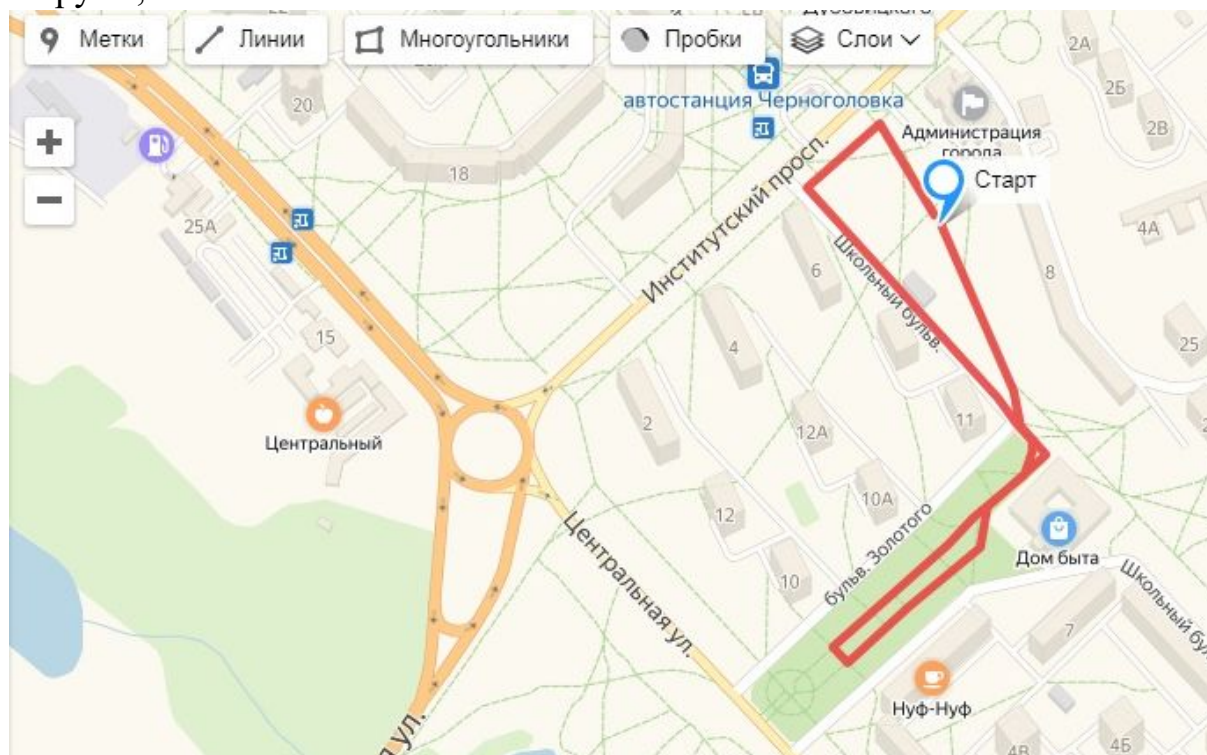 Метки
Линии
Многоугольники
Пробки
Слои
автостанция Черноголовка
Администрация
города
Старт
2А
2Б
2В
20
18
4А
25А
Институтский просп.
Школьный бульв.
6
8
15
4
25
2
11
12А
Центральный
10А
12
Дом быта
бульв. Золотого
Центральная ул.
10
Школьный бу
7
Нуф-Нуф
4В
4Б
ул.